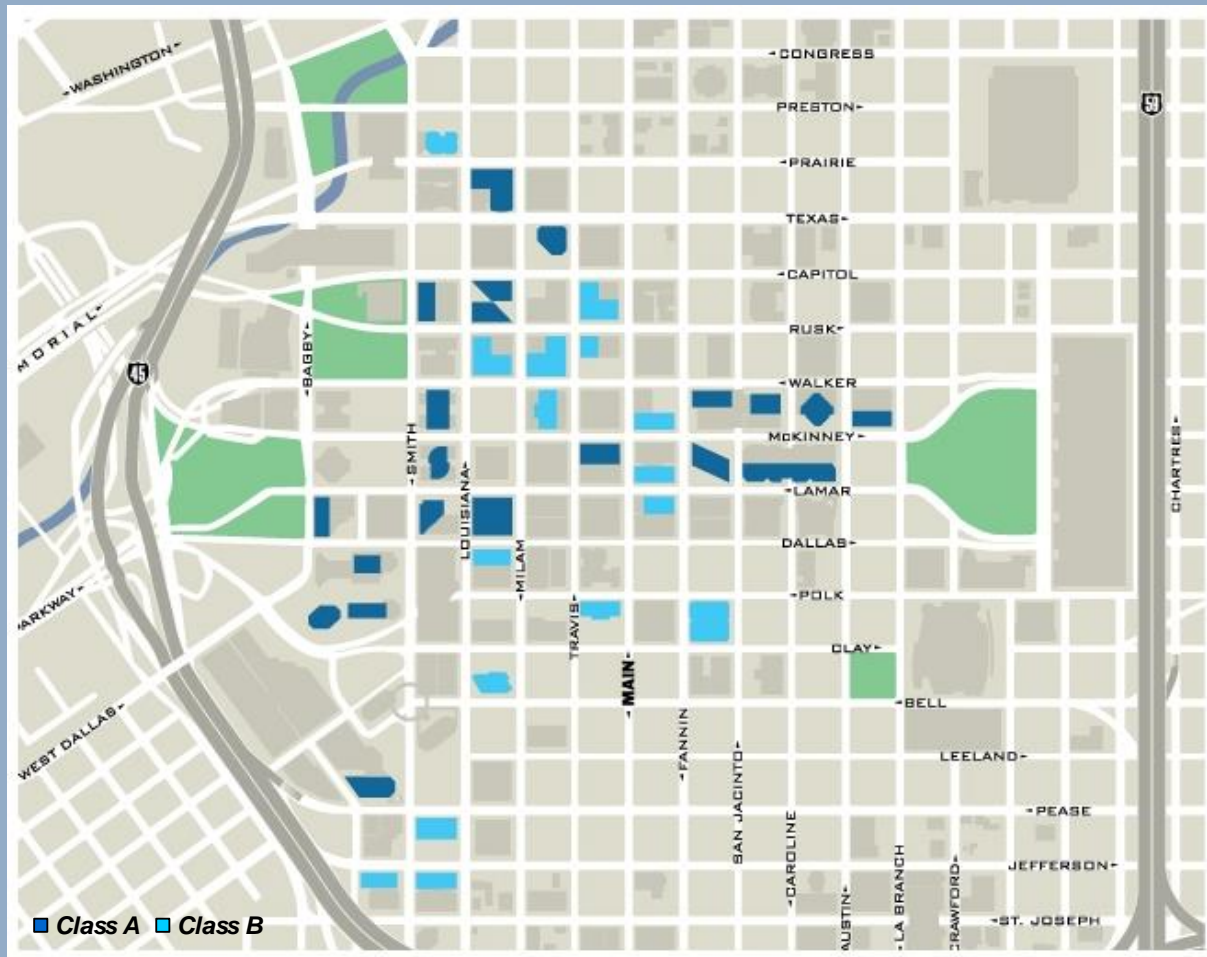 WASHINGTON
CONGRESS
PRESTON
59
PRAIRIE
TEXAS
CAPITOL
MORIAL
RUSK
BAGBY
45
WALKER
McKINNEY
SMITH
LOUISIANA
CHARTRES
LAMAR
DALLAS
MILAM
PARKWAY
POLK
TRAVIS
CLAY
MAIN
BELL
WEST DALLAS
FANNIN
LEELAND
SAN JACINTO
PEASE
CAROLINE
JEFFERSON
LA BRANCH
CRAWFORD
AUSTIN
ST. JOSEPH
Class A Class B